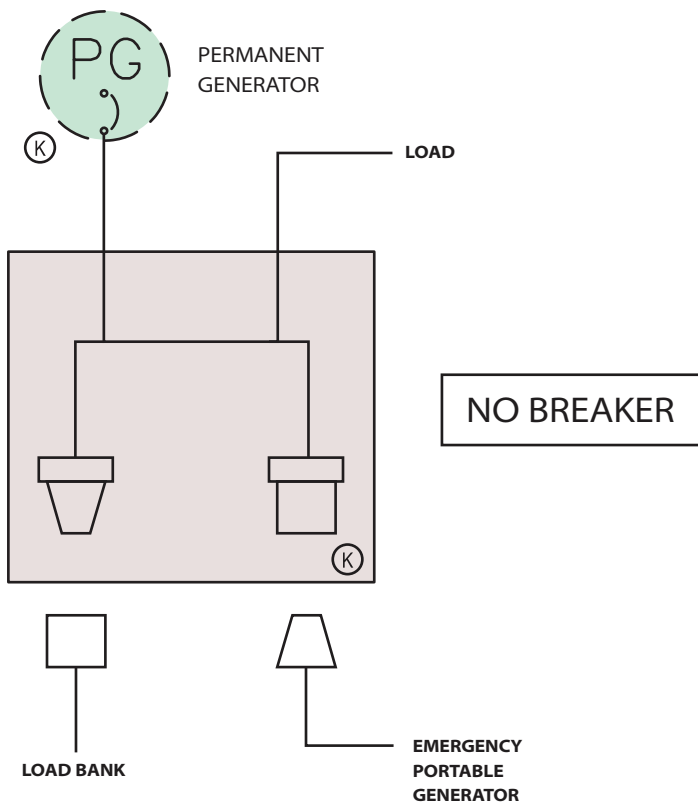 PG
PERMANENT
GENERATOR
K
LOAD
NO BREAKER
K
LOAD BANK
EMERGENCY
PORTABLE
GENERATOR